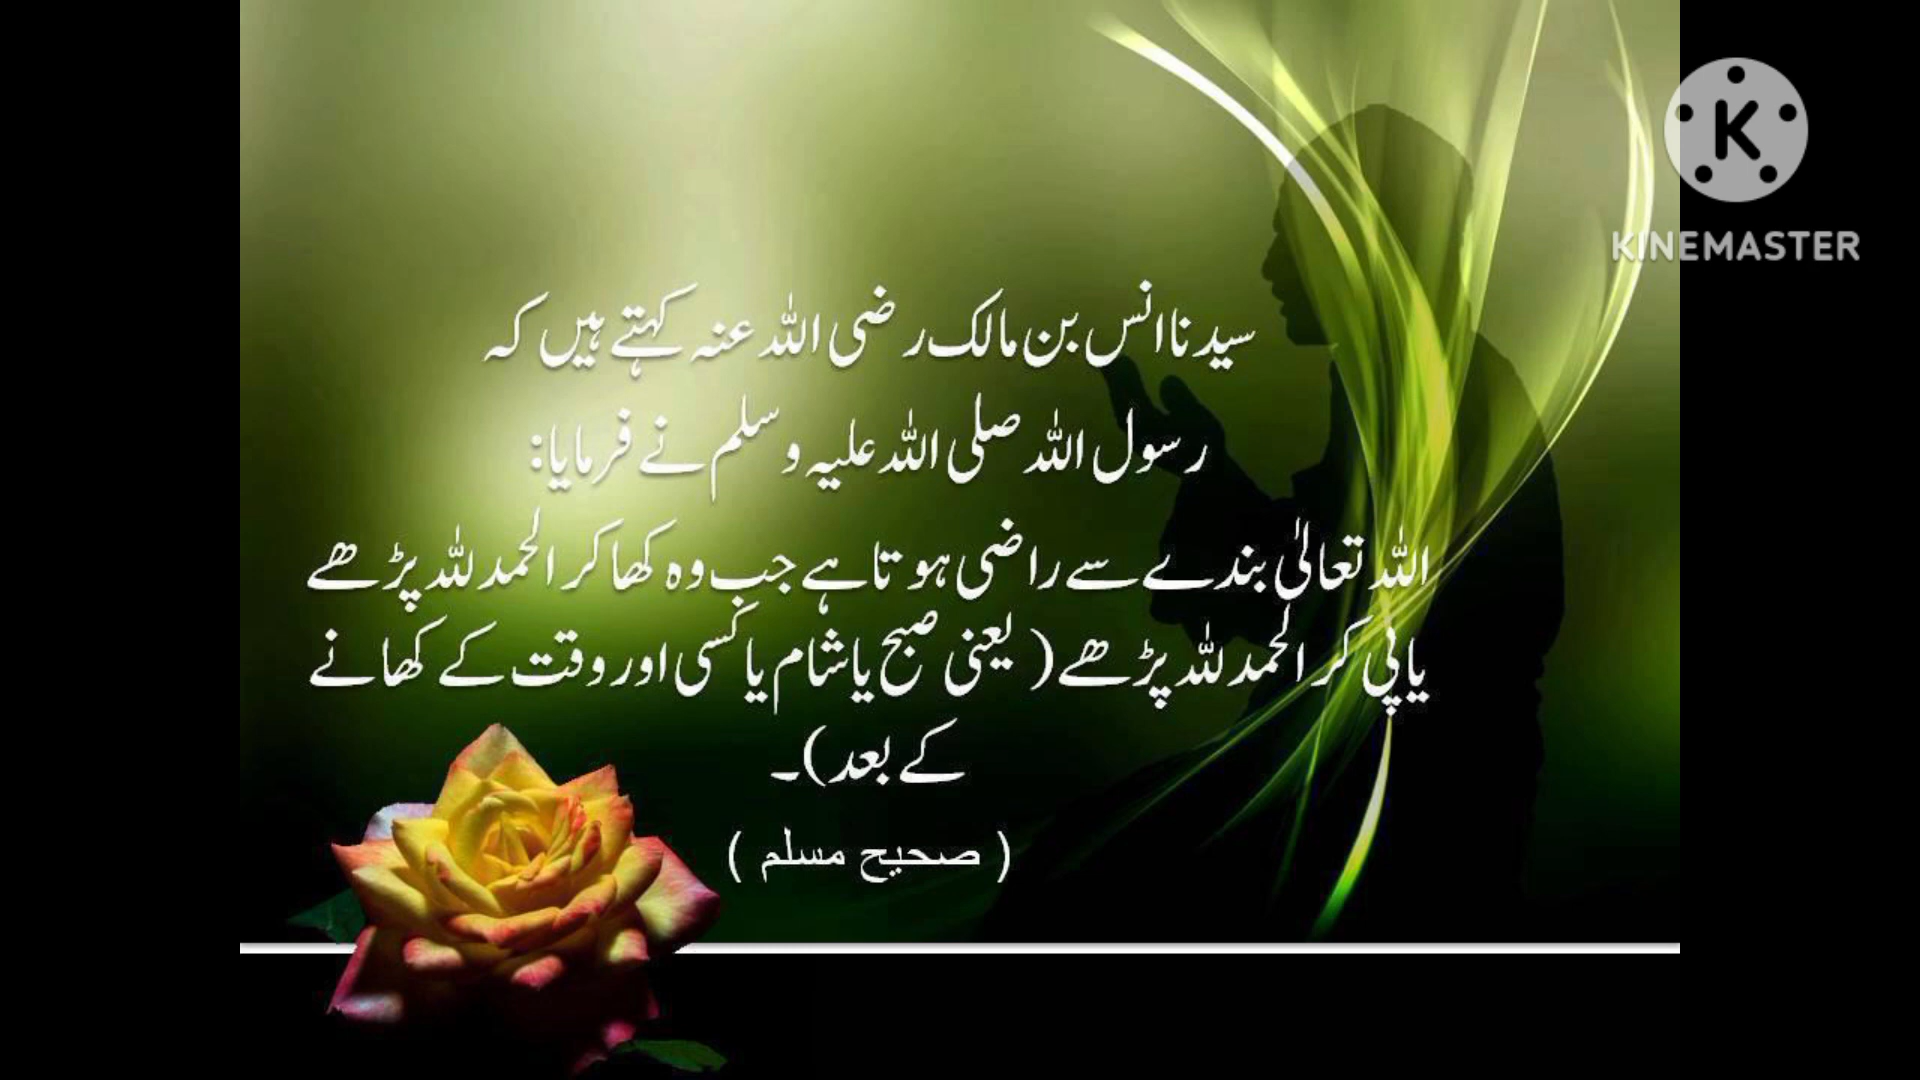 سیدنا انس بن مالک رضی اللہ عنہ کہتے ہیں کہ
رسول اللہ صلی اللہ علیہ وسلم نے فرمایا:
اللہ تعالیٰ بندے سے راضی ہوتا ہے جب وہ کھا کر الحمدللہ پڑھے
یا پی کر الحمدللہ پڑھے (یعنی صبح یا شام یا کسی اور وقت کے کھانے
کے بعد)۔
( صحیح مسلم )
K
KINEMASTER